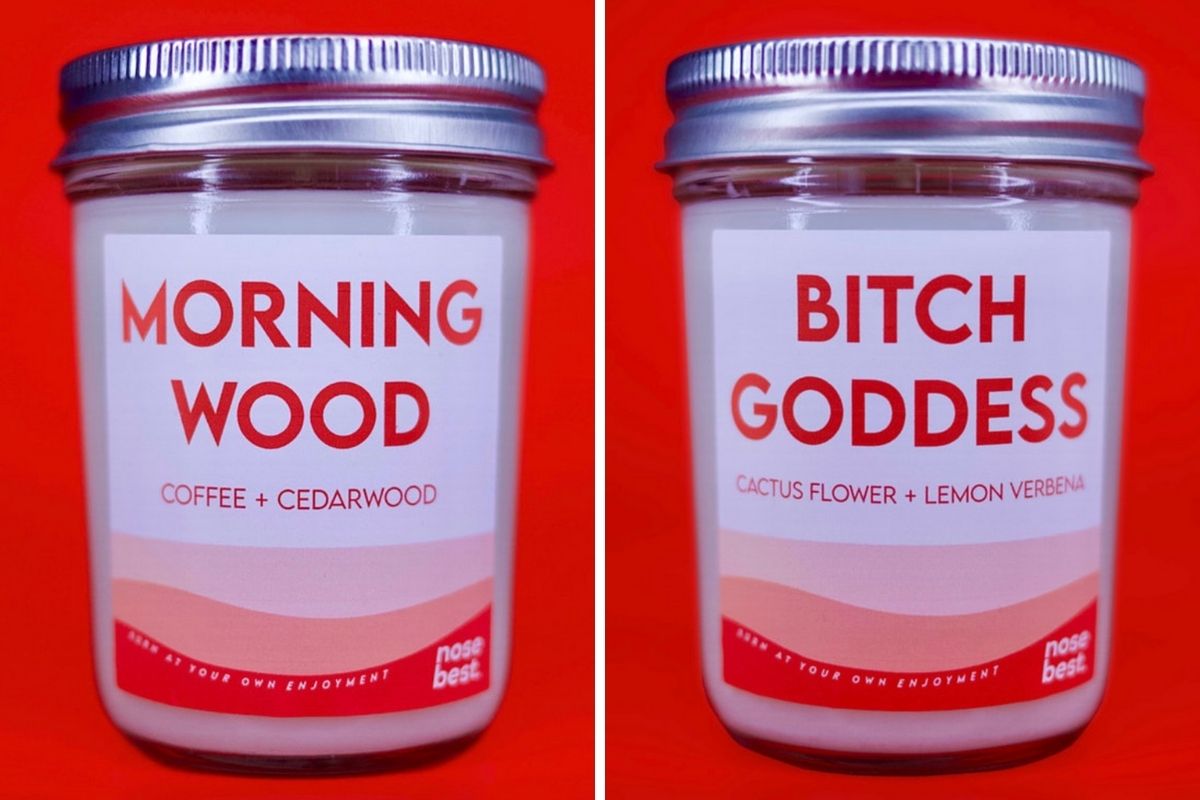 MORNING
WOOD
COFFEE + CEDARWOOD
BURN AT YOUR OWN ENJOYMENT
nose
best.
BITCH
GODDESS
CACTUS FLOWER + LEMON VERBENA
BURN AT YOUR OWN ENJOYMENT
nose
best.